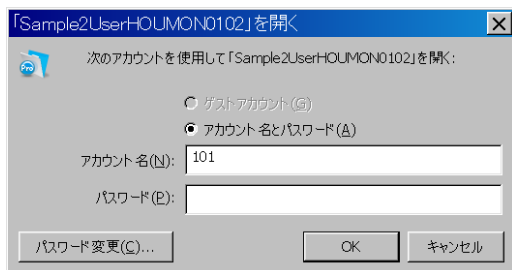 「Sample2UserHOUMON0102」を開く
Pro
次のアカウントを使用して「Sample2UserHOUMON0102」を開く:
ゲストアカウント(G)
アカウント名とパスワード(A)
アカウント名(N): 101
パスワード(P):
パスワード変更(C)... OK キャンセル